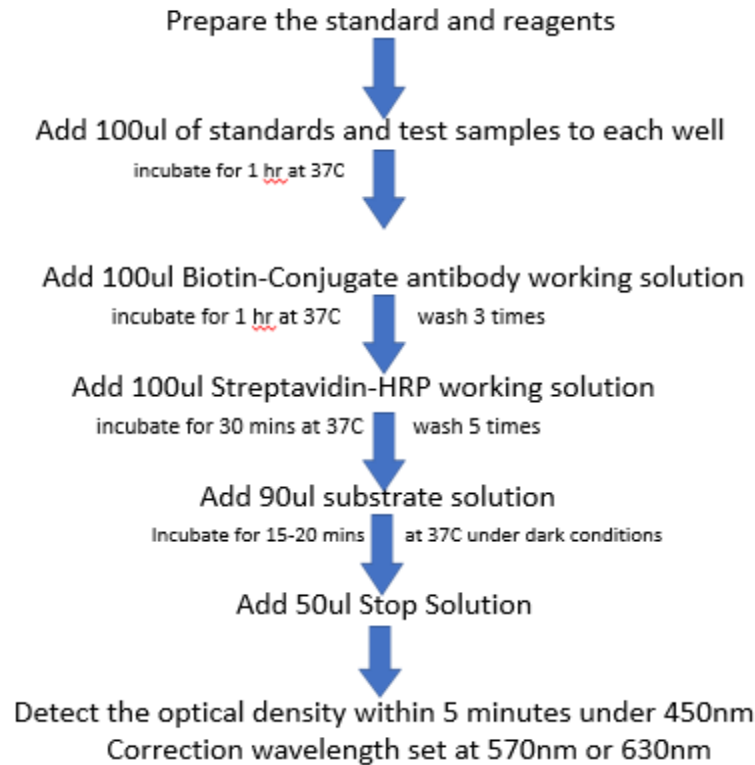 Prepare the standard and reagents
Add 100ul of standards and test samples to each well
incubate for 1 hr at 37C
Add 100ul Biotin-Conjugate antibody working solution
incubate for 1 hr at 37C wash 3 times
Add 100ul Streptavidin-HRP working solution
incubate for 30 mins at 37C wash 5 times
Add 90ul substrate solution
Incubate for 15-20 mins at 37C under dark conditions
Add 50ul Stop Solution
Detect the optical density within 5 minutes under 450nm
Correction wavelength set at 570nm or 630nm